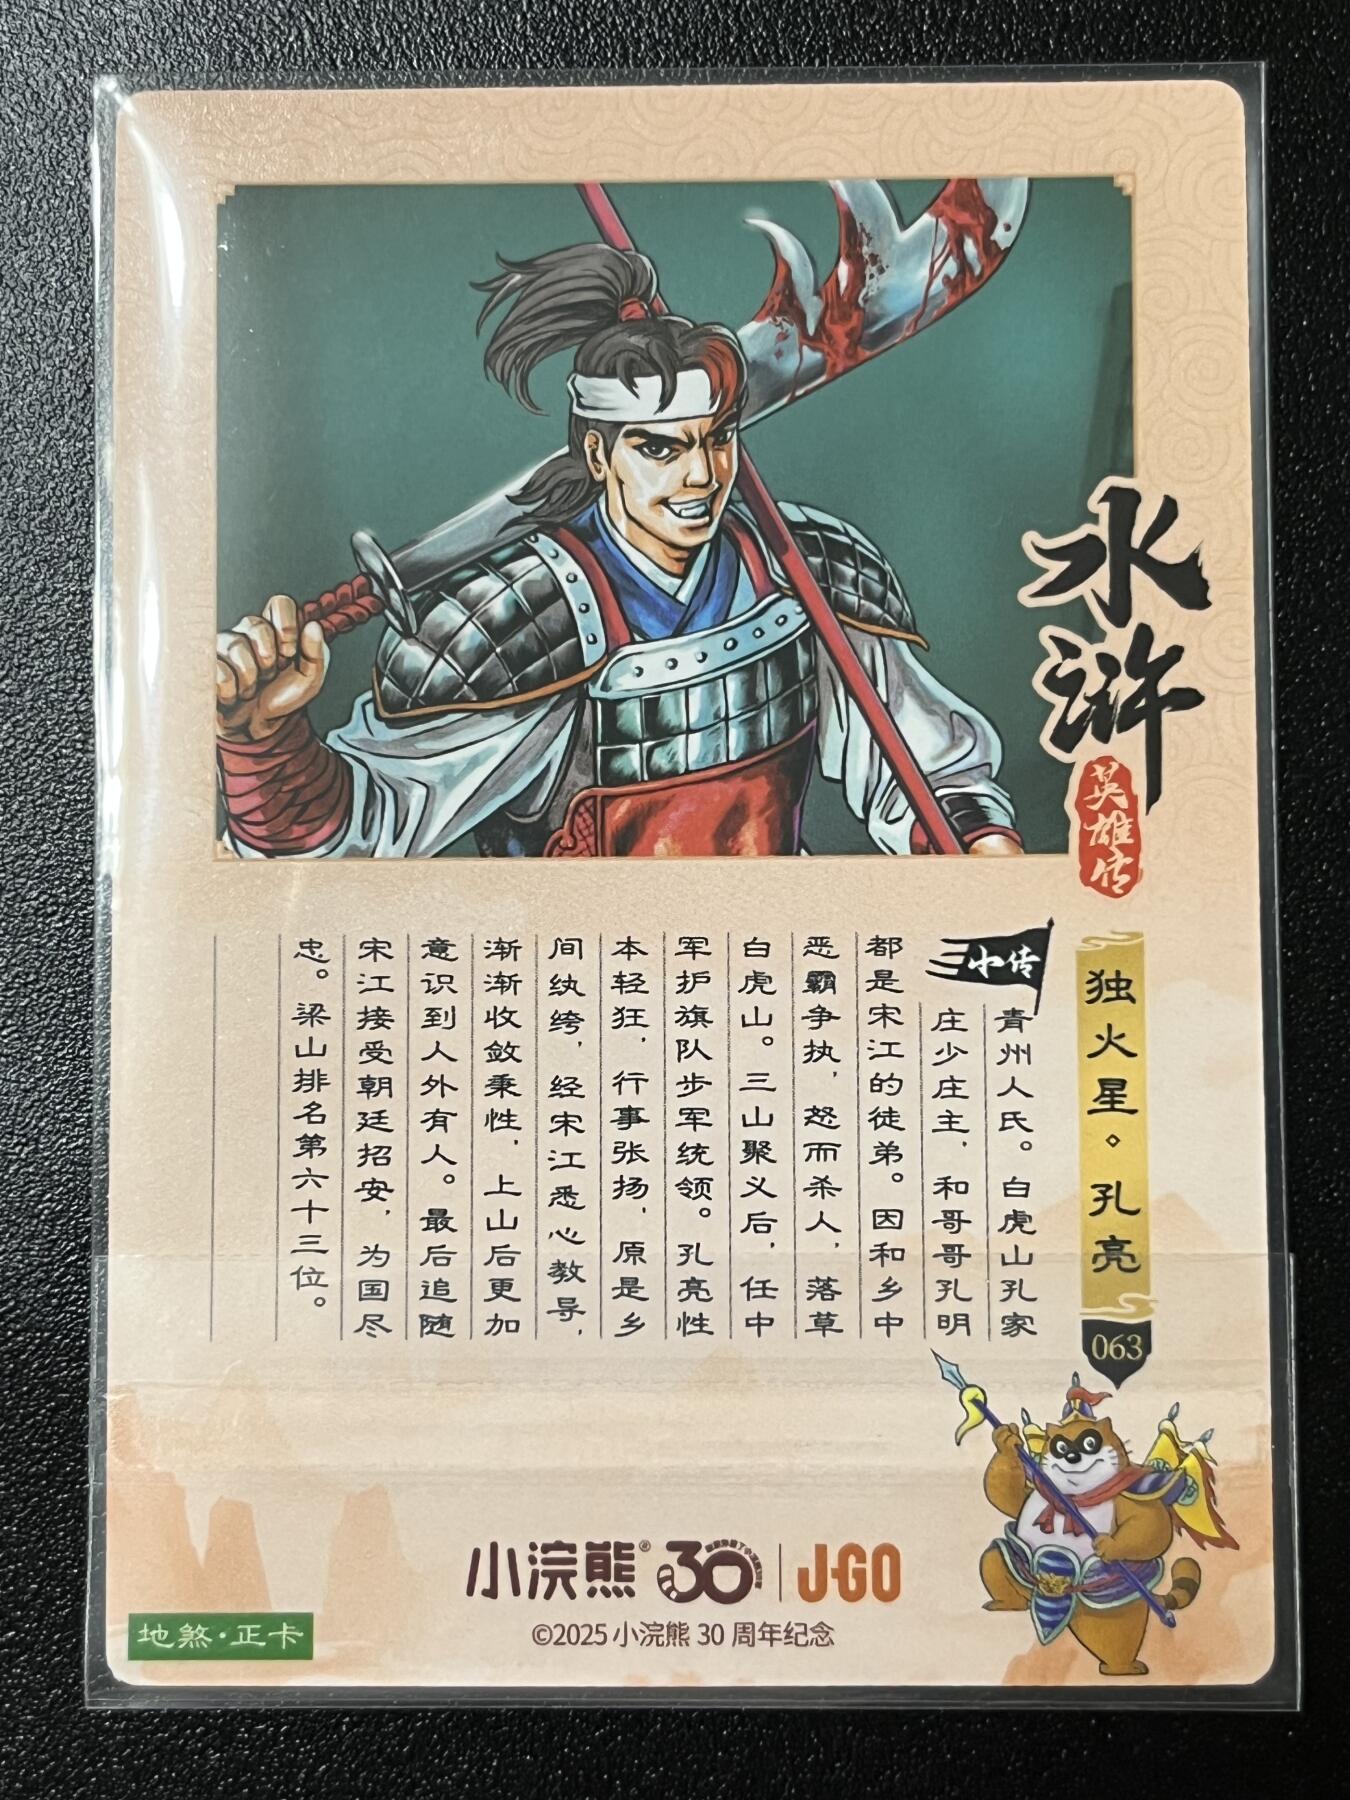 水浒
英雄传
独火星·孔亮
063
小传
青州人氏。白虎山孔家
庄少庄主，和哥哥孔明
都是宋江的徒弟。因和乡中
恶霸争执，怒而杀人，落草
白虎山。三山聚义后，任中
军护旗队步军统领。孔亮性
本轻狂，行事张扬，原是乡
间纨绔，经宋江悉心教导，
渐渐收敛秉性，上山后更加
意识到人外有人。最后追随
宋江接受朝廷招安，为国尽
忠。梁山排名第六十三位。
小浣熊® 30 | J-GO
©2025 小浣熊 30 周年纪念
地煞·正卡